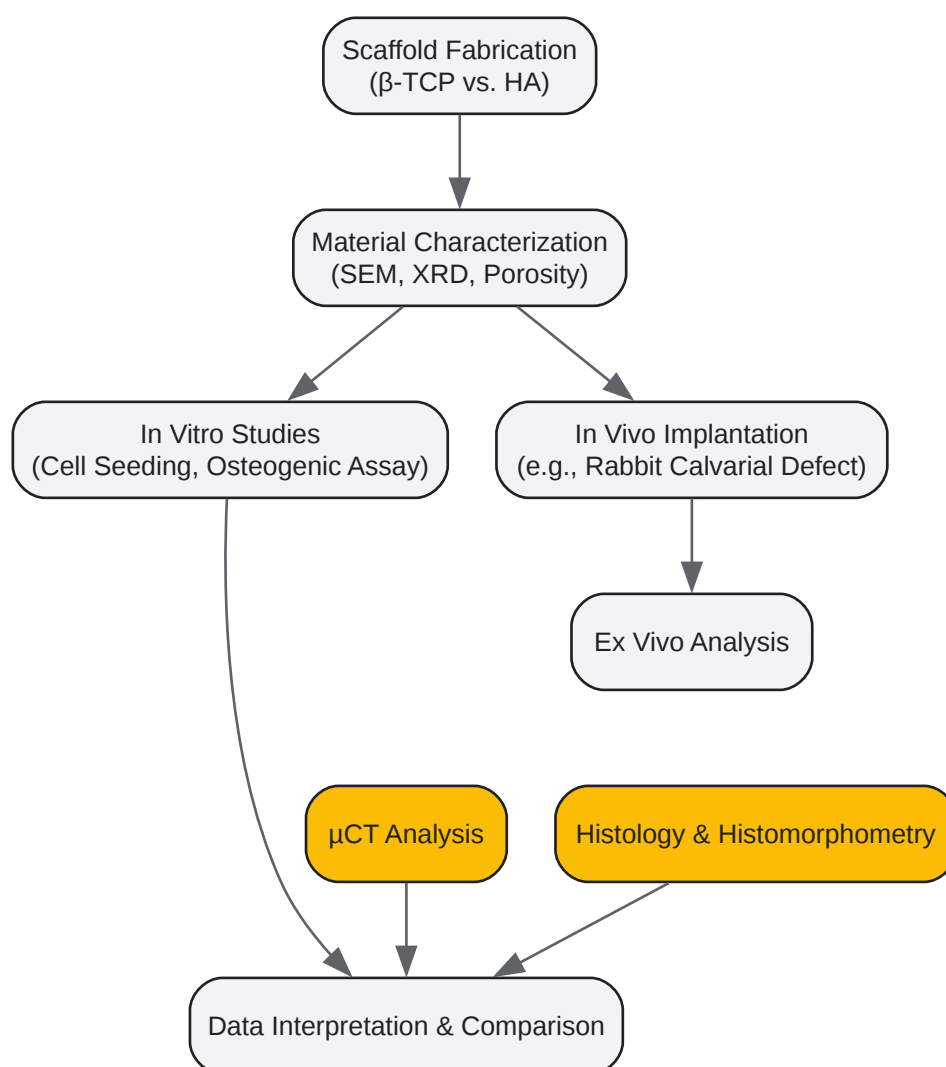 Scaffold Fabrication
(β-TCP vs. HA)
Material Characterization
(SEM, XRD, Porosity)
In Vitro Studies
(Cell Seeding, Osteogenic Assay)
In Vivo Implantation
(e.g., Rabbit Calvarial Defect)
Ex Vivo Analysis
µCT Analysis
Histology & Histomorphometry
Data Interpretation & Comparison